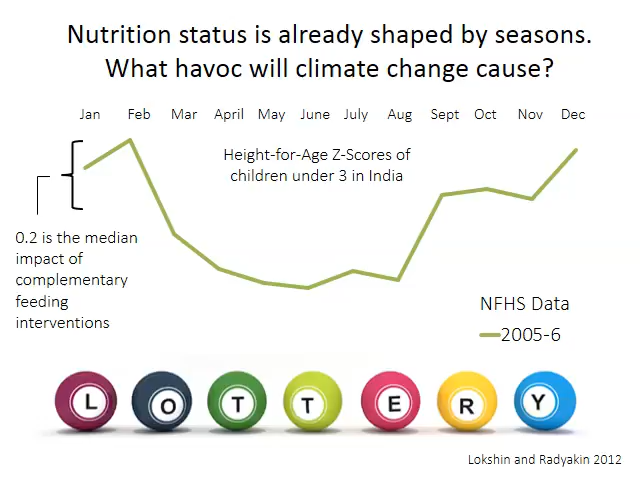 Nutrition status is already shaped by seasons.
What havoc will climate change cause?
Jan Feb Mar April May June July Aug Sept Oct Nov Dec
Height-for-Age Z-Scores of
children under 3 in India
0.2 is the median
impact of
complementary
feeding
interventions
NFHS Data
2005-6
L O T T E R Y
Lokshin and Radyakin 2012